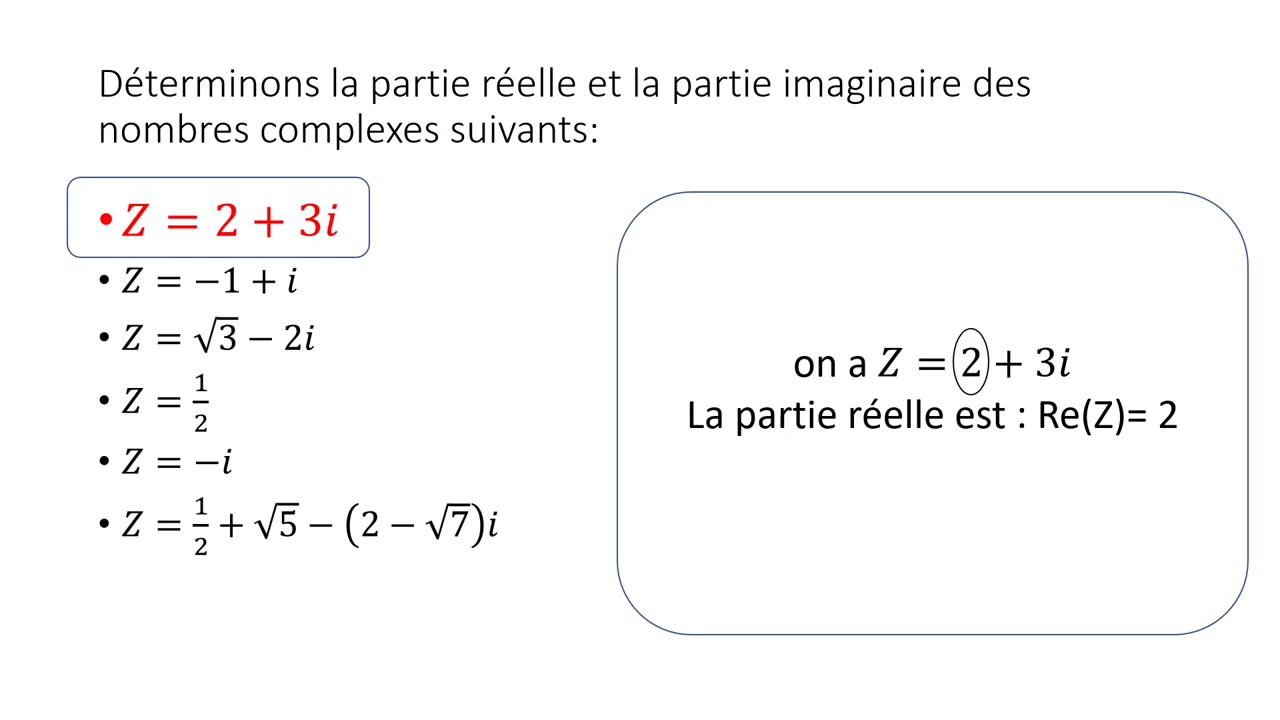 Déterminons la partie réelle et la partie imaginaire des
nombres complexes suivants:
• Z = 2 + 3i
• Z = −1 + i
• Z = √3 − 2i
• Z = 1/2
• Z = −i
• Z = 1/2 + √5 − (2 − √7)i
on a Z = 2 + 3i
La partie réelle est : Re(Z)= 2